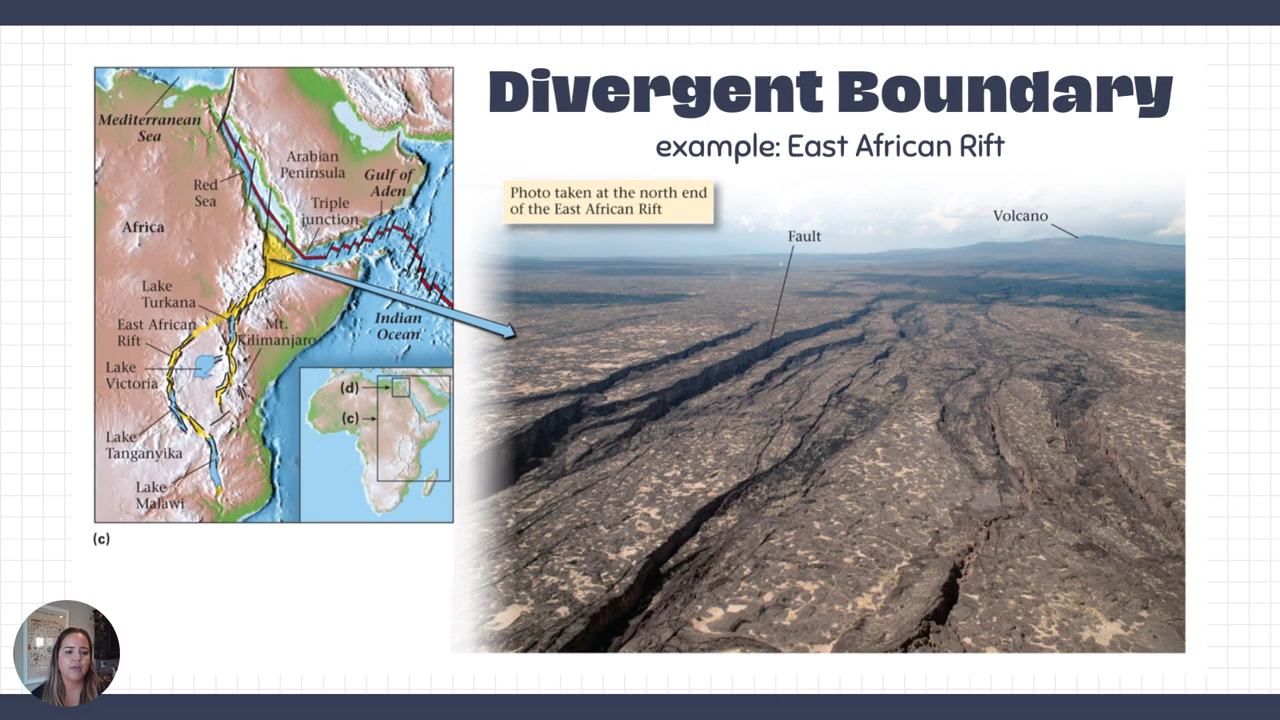 Divergent Boundary
example: East African Rift
Mediterranean
Sea
Arabian
Peninsula
Gulf of
Aden
Red
Sea
Triple
junction
Africa
Lake
Turkana
East African
Rift
Mt.
Kilimanjaro
Indian
Ocean
Lake
Victoria
(d)
(c)
Lake
Tanganyika
Lake
Malawi
(c)
Photo taken at the north end
of the East African Rift
Fault
Volcano